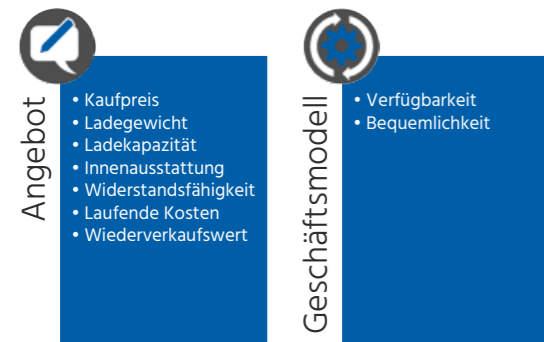 Angebot
• Kaufpreis
• Ladegewicht
• Ladekapazität
• Innenausstattung
• Widerstandsfähigkeit
• Laufende Kosten
• Wiederverkaufswert
Geschäftsmodell
• Verfügbarkeit
• Bequemlichkeit